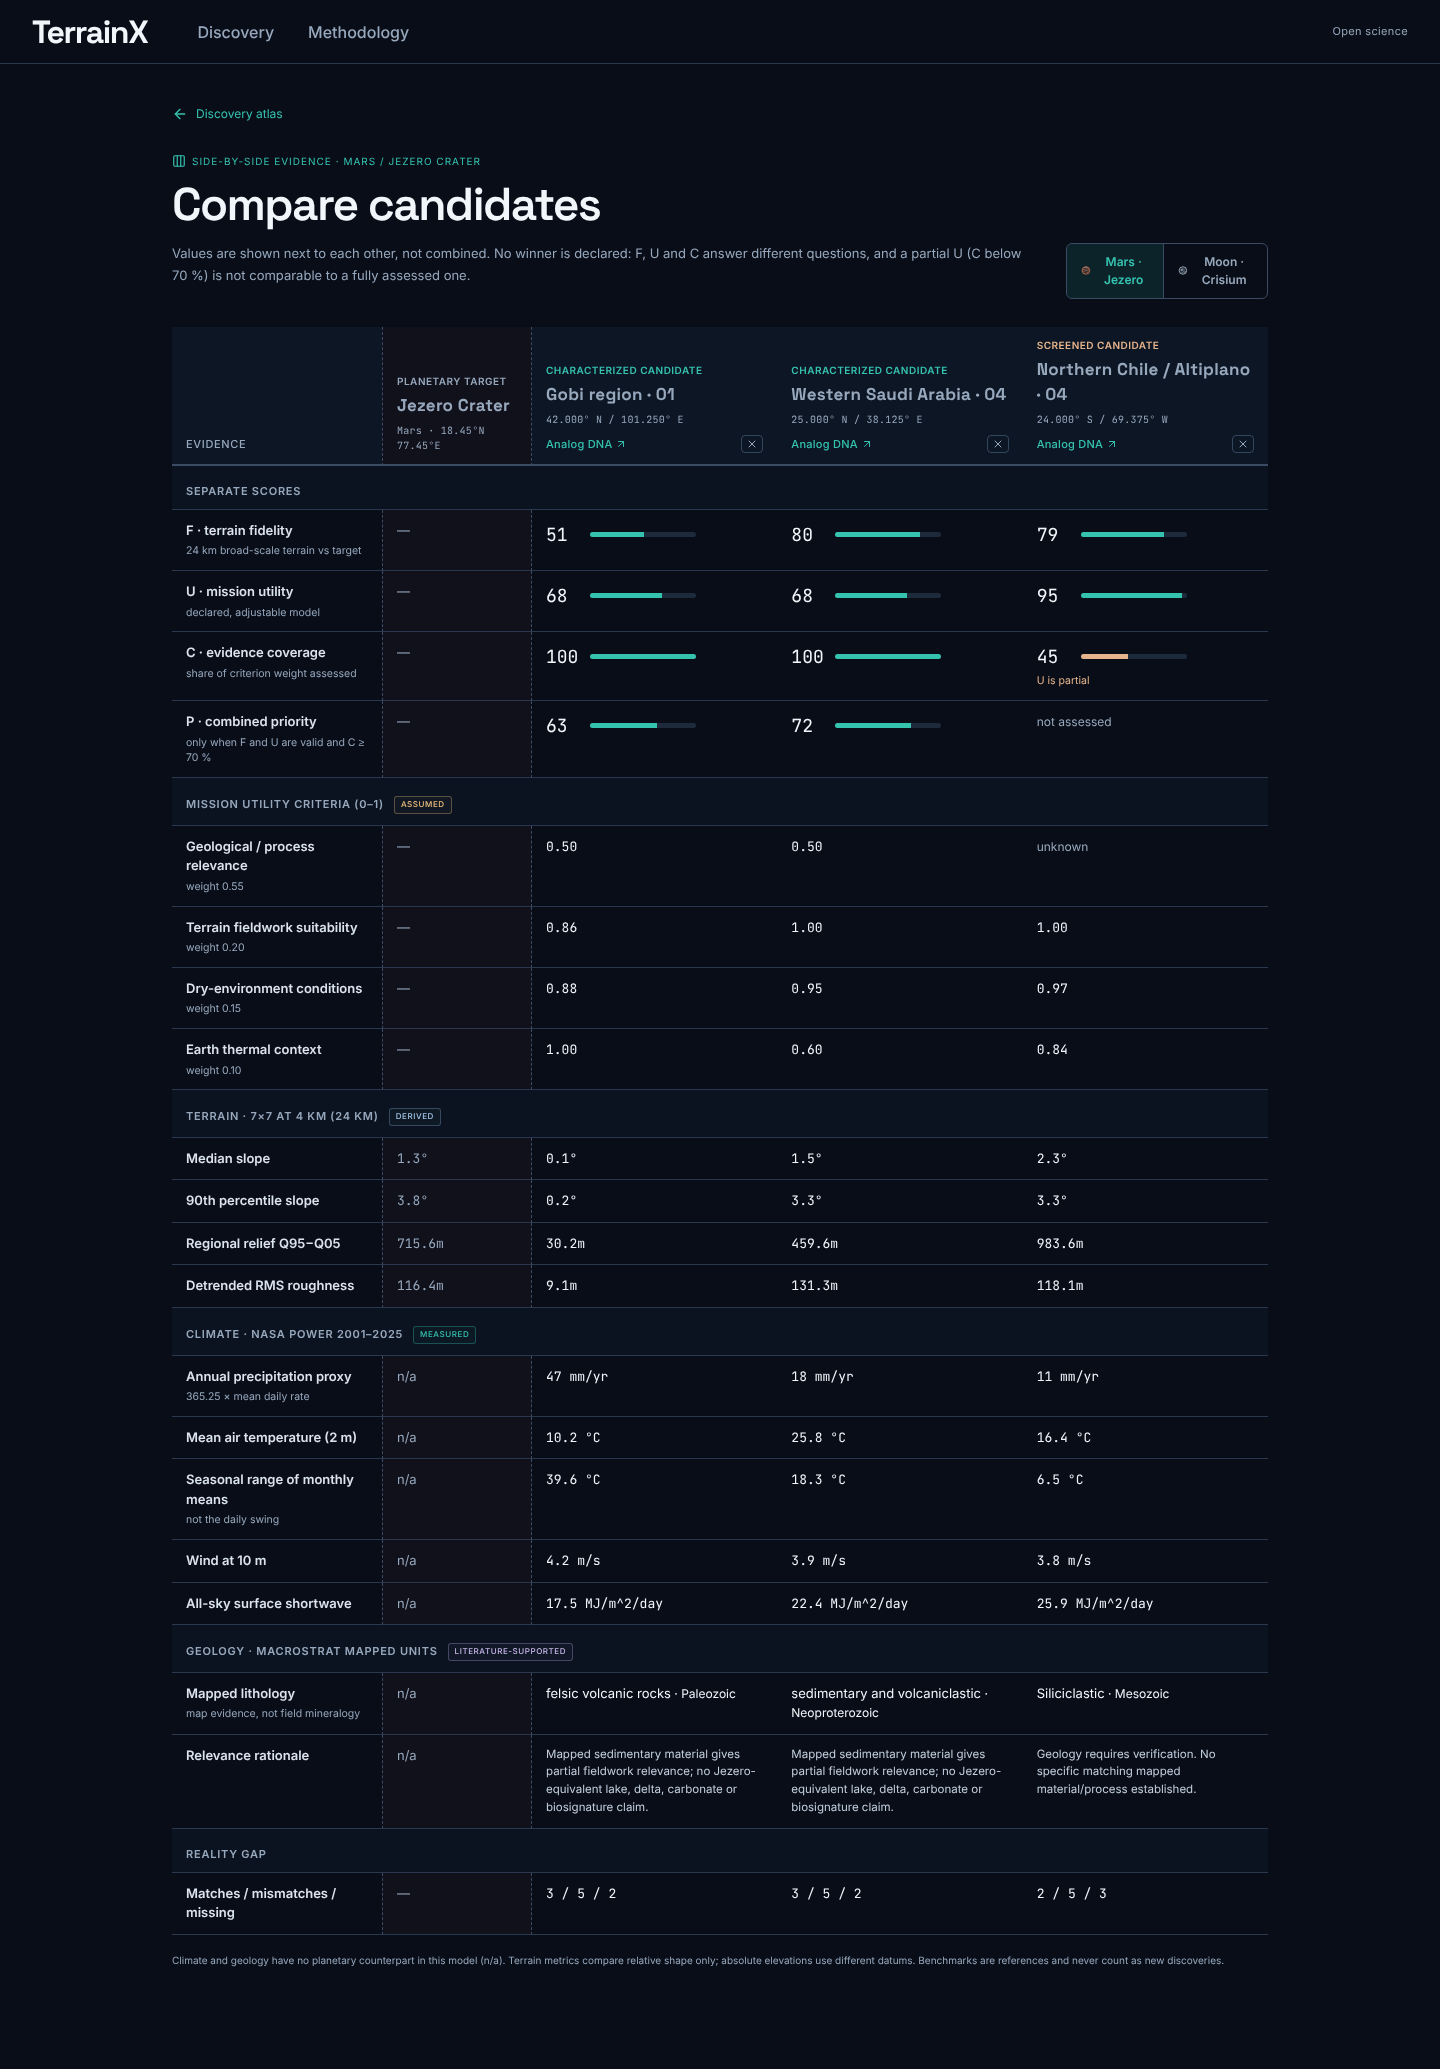 TerrainX
Discovery
Methodology
Open science
Discovery atlas
SIDE-BY-SIDE EVIDENCE · MARS / JEZERO CRATER
Compare candidates
Values are shown next to each other, not combined. No winner is declared: F, U and C answer different questions, and a partial U (C below
70 %) is not comparable to a fully assessed one.
Mars ·
Jezero
Moon ·
Crisium
EVIDENCE
PLANETARY TARGET
Jezero Crater
Mars · 18.45°N
77.45°E
CHARACTERIZED CANDIDATE
Gobi region · 01
42.000° N / 101.250° E
Analog DNA
CHARACTERIZED CANDIDATE
Western Saudi Arabia · 04
25.000° N / 38.125° E
Analog DNA
SCREENED CANDIDATE
Northern Chile / Altiplano
· 04
24.000° S / 69.375° W
Analog DNA
SEPARATE SCORES
F · terrain fidelity
24 km broad-scale terrain vs target
—
51
80
79
U · mission utility
declared, adjustable model
—
68
68
95
C · evidence coverage
share of criterion weight assessed
—
100
100
45
U is partial
P · combined priority
only when F and U are valid and C ≥
70 %
—
63
72
not assessed
MISSION UTILITY CRITERIA (0–1) ASSUMED
Geological / process
relevance
weight 0.55
—
0.50
0.50
unknown
Terrain fieldwork suitability
weight 0.20
—
0.86
1.00
1.00
Dry-environment conditions
weight 0.15
—
0.88
0.95
0.97
Earth thermal context
weight 0.10
—
1.00
0.60
0.84
TERRAIN · 7×7 AT 4 KM (24 KM) DERIVED
Median slope
1.3°
0.1°
1.5°
2.3°
90th percentile slope
3.8°
0.2°
3.3°
3.3°
Regional relief Q95–Q05
715.6m
30.2m
459.6m
983.6m
Detrended RMS roughness
116.4m
9.1m
131.3m
118.1m
CLIMATE · NASA POWER 2001–2025 MEASURED
Annual precipitation proxy
365.25 × mean daily rate
n/a
47 mm/yr
18 mm/yr
11 mm/yr
Mean air temperature (2 m)
n/a
10.2 °C
25.8 °C
16.4 °C
Seasonal range of monthly
means
not the daily swing
n/a
39.6 °C
18.3 °C
6.5 °C
Wind at 10 m
n/a
4.2 m/s
3.9 m/s
3.8 m/s
All-sky surface shortwave
n/a
17.5 MJ/m^2/day
22.4 MJ/m^2/day
25.9 MJ/m^2/day
GEOLOGY · MACROSTRAT MAPPED UNITS LITERATURE-SUPPORTED
Mapped lithology
map evidence, not field mineralogy
n/a
felsic volcanic rocks · Paleozoic
sedimentary and volcaniclastic ·
Neoproterozoic
Siliciclastic · Mesozoic
Relevance rationale
n/a
Mapped sedimentary material gives
partial fieldwork relevance; no Jezero-
equivalent lake, delta, carbonate or
biosignature claim.
Mapped sedimentary material gives
partial fieldwork relevance; no Jezero-
equivalent lake, delta, carbonate or
biosignature claim.
Geology requires verification. No
specific matching mapped
material/process established.
REALITY GAP
Matches / mismatches /
missing
—
3 / 5 / 2
3 / 5 / 2
2 / 5 / 3
Climate and geology have no planetary counterpart in this model (n/a). Terrain metrics compare relative shape only; absolute elevations use different datums. Benchmarks are references and never count as new discoveries.